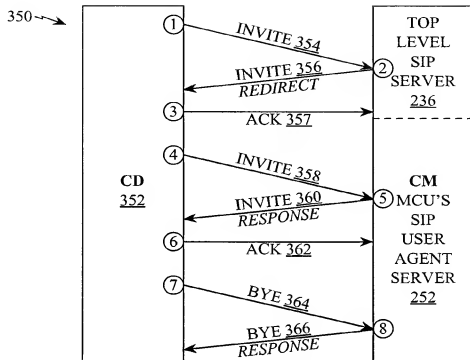 350
1
INVITE 354
TOP
LEVEL
SIP
SERVER
236
INVITE 356
REDIRECT
2
3
ACK 357
4
INVITE 358
CD
352
CM
MCU'S
SIP
USER
AGENT
SERVER
252
INVITE 360
RESPONSE
5
6
ACK 362
7
BYE 364
BYE 366
RESPONSE
8